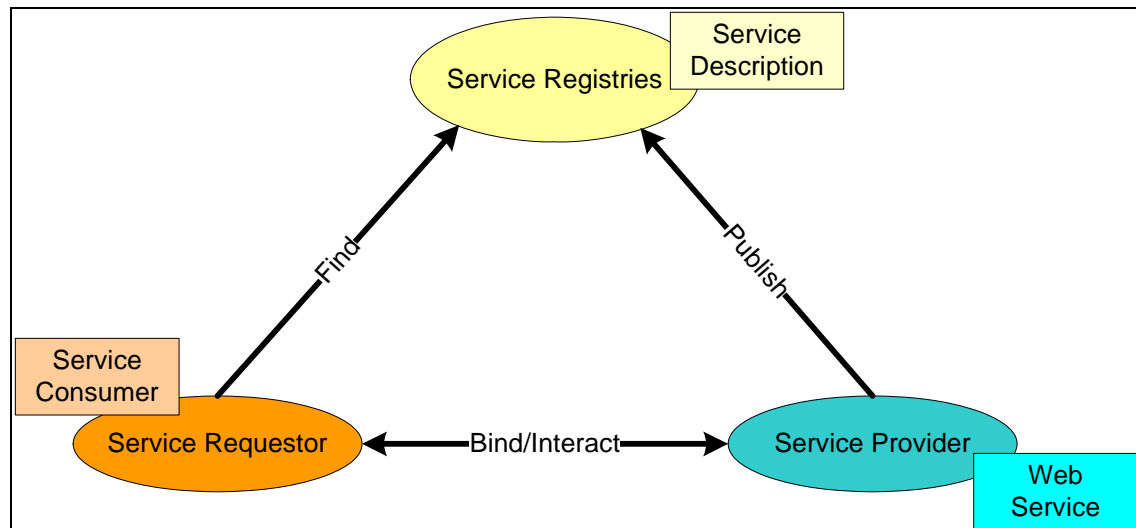 Service
Description
Service Registries
Find
Publish
Service
Consumer
Service Requestor
Bind/Interact
Service Provider
Web
Service